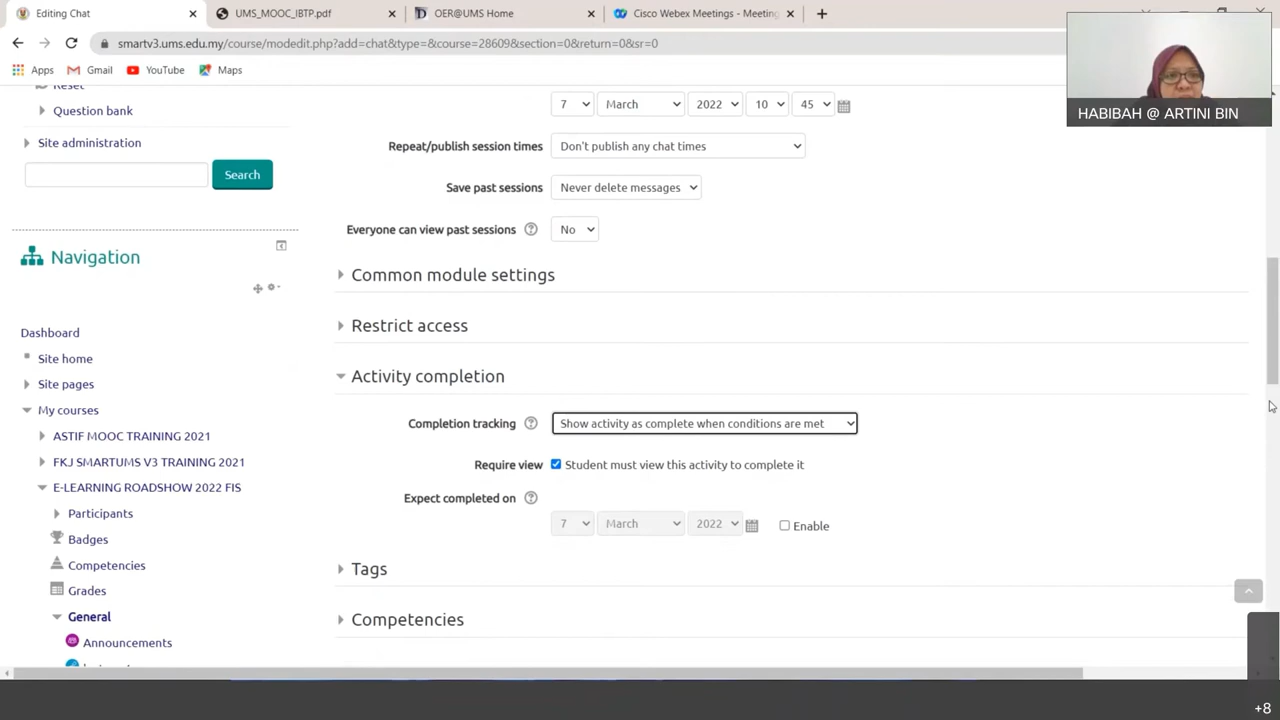 Editing Chat
UMS_MOOC_IBTP.pdf
OER@UMS Home
Cisco Webex Meetings - Meeting
smartv3.ums.edu.my/course/modedit.php?add=chat&type=&course=28609&section=0&return=0&sr=0
Apps
Gmail
YouTube
Maps
HABIBAH @ ARTINI BIN
Reset
Question bank
Site administration
Search
Navigation
Dashboard
Site home
Site pages
My courses
ASTIF MOOC TRAINING 2021
FKJ SMARTUMS V3 TRAINING 2021
E-LEARNING ROADSHOW 2022 FIS
Participants
Badges
Competencies
Grades
General
Announcements
7 March 2022 10 45
Repeat/publish session times Don't publish any chat times
Save past sessions Never delete messages
Everyone can view past sessions No
Common module settings
Restrict access
Activity completion
Completion tracking Show activity as complete when conditions are met
Require view Student must view this activity to complete it
Expect completed on
7 March 2022 Enable
Tags
Competencies
+8